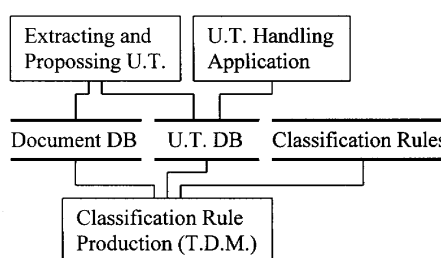 Extracting and
Propossing U.T.
U.T. Handling
Application
Document DB
U.T. DB
Classification Rules
Classification Rule
Production (T.D.M.)